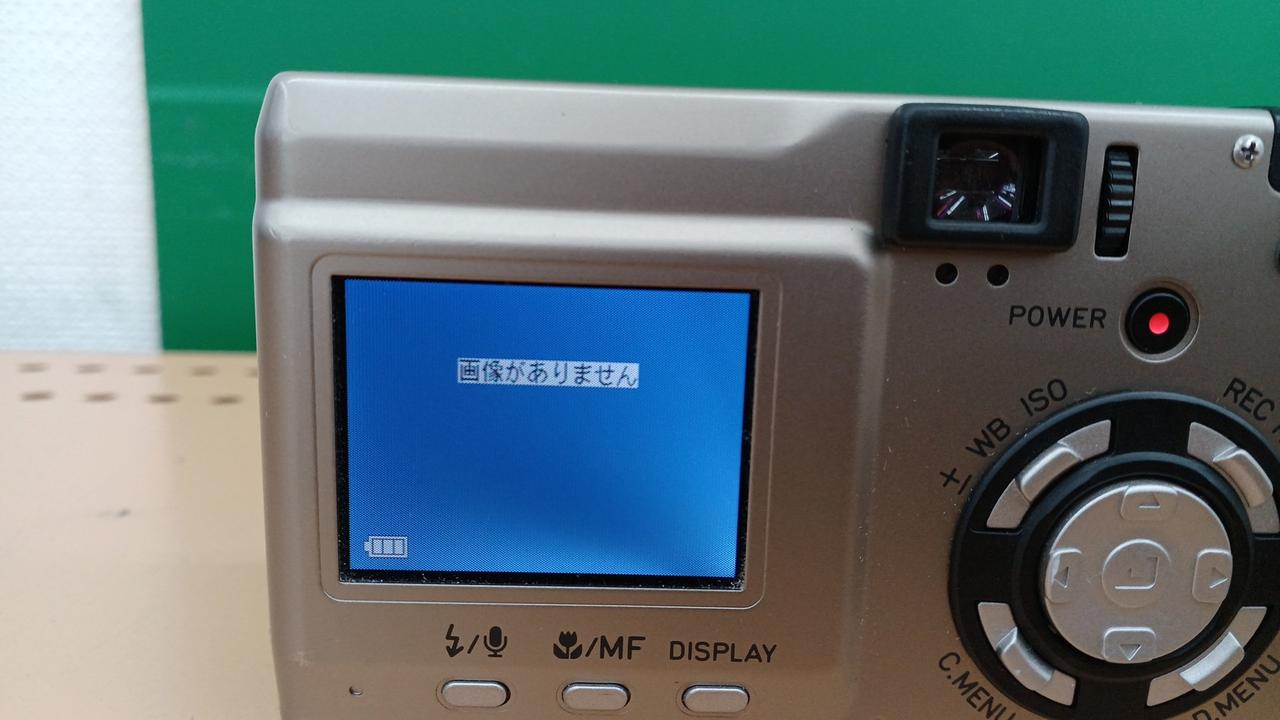 POWER
画像がありません
+/-
WB
ISO
REC
/
/MF
DISPLAY
C.MENU
D.MENU